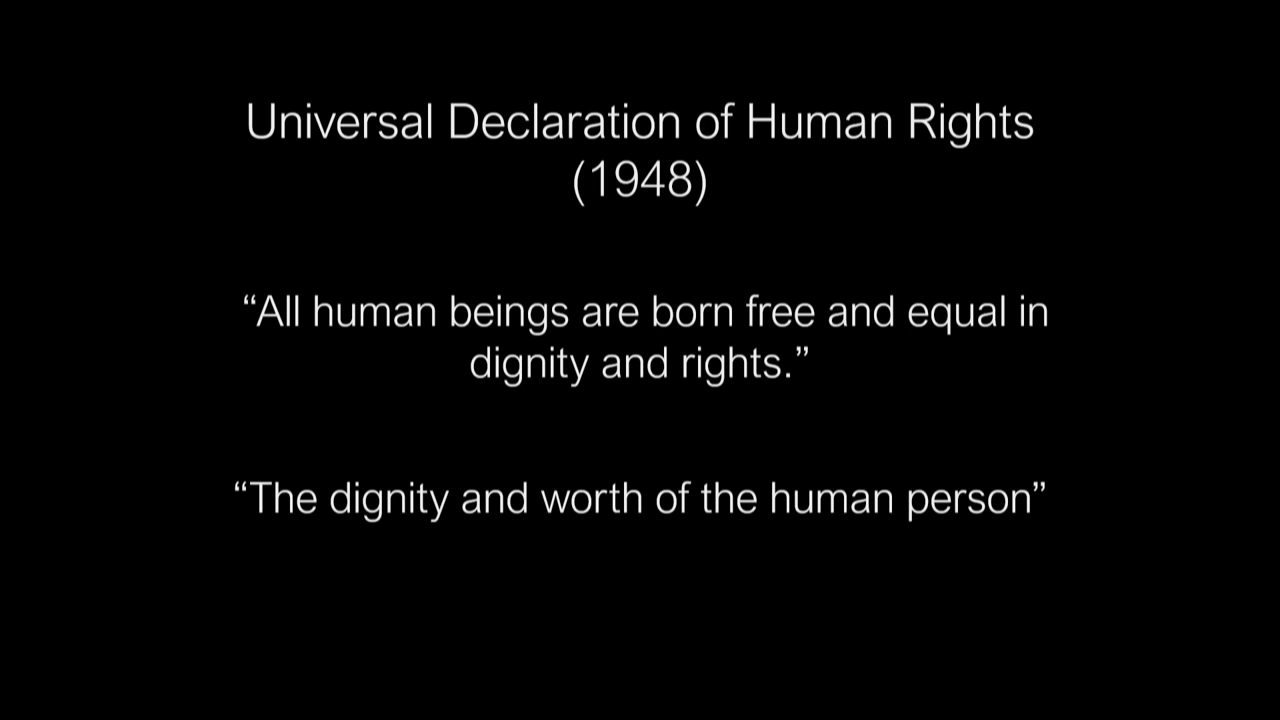 Universal Declaration of Human Rights
(1948)
“All human beings are born free and equal in
dignity and rights.”
“The dignity and worth of the human person”